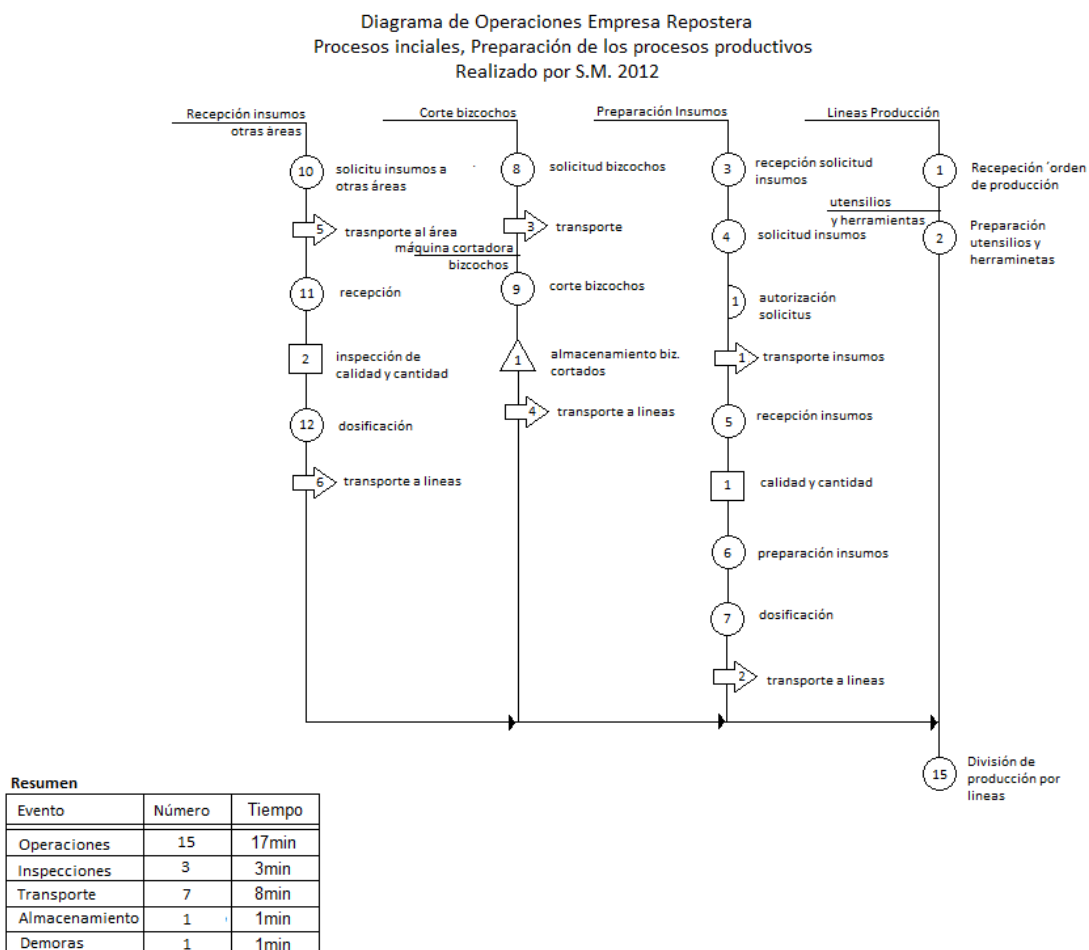 Diagrama de Operaciones Empresa Repostera
Procesos inciales, Preparación de los procesos productivos
Realizado por S.M. 2012
Recepción insumos
otras áreas
10
solicitu insumos a
otras áreas
5
trasnporte al área
11
recepción
2
inspección de
calidad y cantidad
12
dosificación
6
transporte a lineas
Corte bizcochos
8
solicitud bizcochos
3
transporte
máquina cortadora
bizcochos
9
corte bizcochos
1
almacenamiento biz.
cortados
4
transporte a lineas
Preparación Insumos
3
recepción solicitud
insumos
4
solicitud insumos
1
autorización
solicitus
1
transporte insumos
5
recepción insumos
1
calidad y cantidad
6
preparación insumos
7
dosificación
2
transporte a lineas
Lineas Producción
1
Recepeción ´orden
de producción
utensilios
y herramientas
2
Preparación
utensilios y
herraminetas
15
División de
producción por
lineas
Resumen
Evento Número Tiempo
Operaciones 15 17min
Inspecciones 3 3min
Transporte 7 8min
Almacenamiento 1 1min
Demoras 1 1min